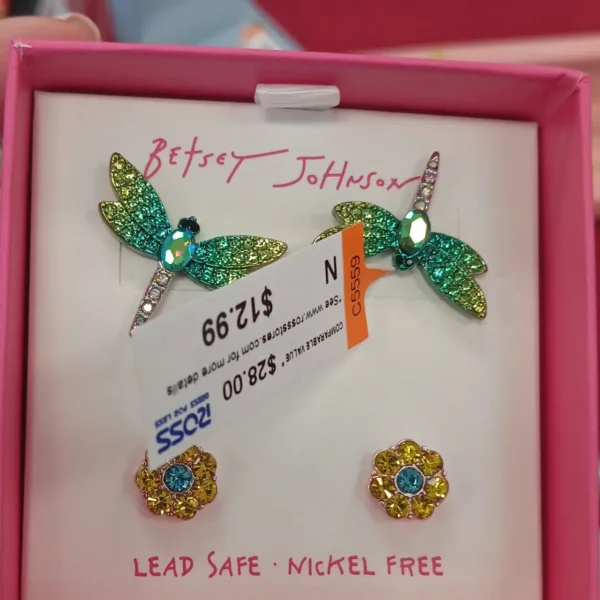 BETSEY JOHNSON
C5559
N
$12.99
*See www.rossstores.com for more details
COMPARABLE VALUE* $28.00
ROSS
DRESS FOR LESS
LEAD SAFE · NICKEL FREE